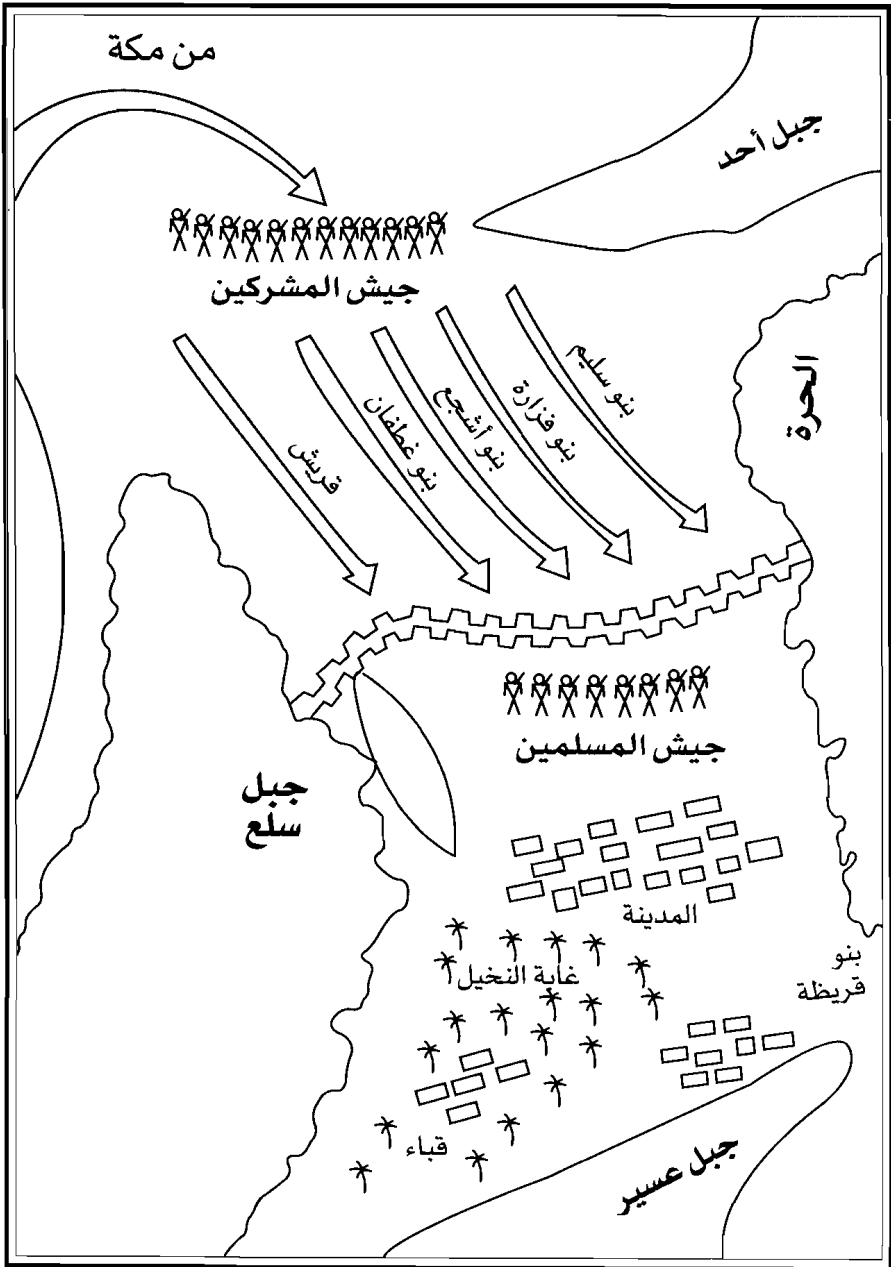 من مكة
جبل أحد
جيش المشركين
بنو سليم
بنو فزارة
بنو أشجع
بنو غطفان
قريش
الحرة
جيش المسلمين
جبل
سلع
المدينة
غابة النخيل
بنو
قريظة
قباء
جبل عسير